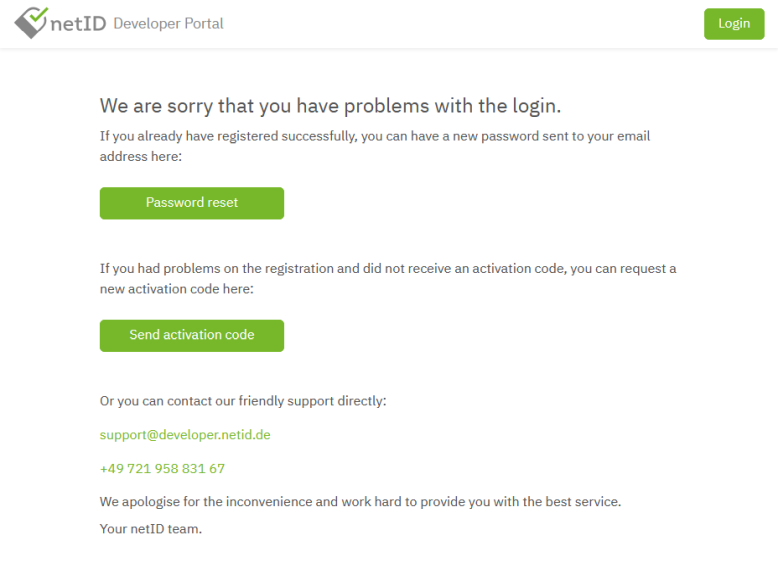 netID Developer Portal
Login
We are sorry that you have problems with the login.
If you already have registered successfully, you can have a new password sent to your email
address here:
Password reset
If you had problems on the registration and did not receive an activation code, you can request a
new activation code here:
Send activation code
Or you can contact our friendly support directly:
support@developer.netid.de
+49 721 958 831 67
We apologise for the inconvenience and work hard to provide you with the best service.
Your netID team.